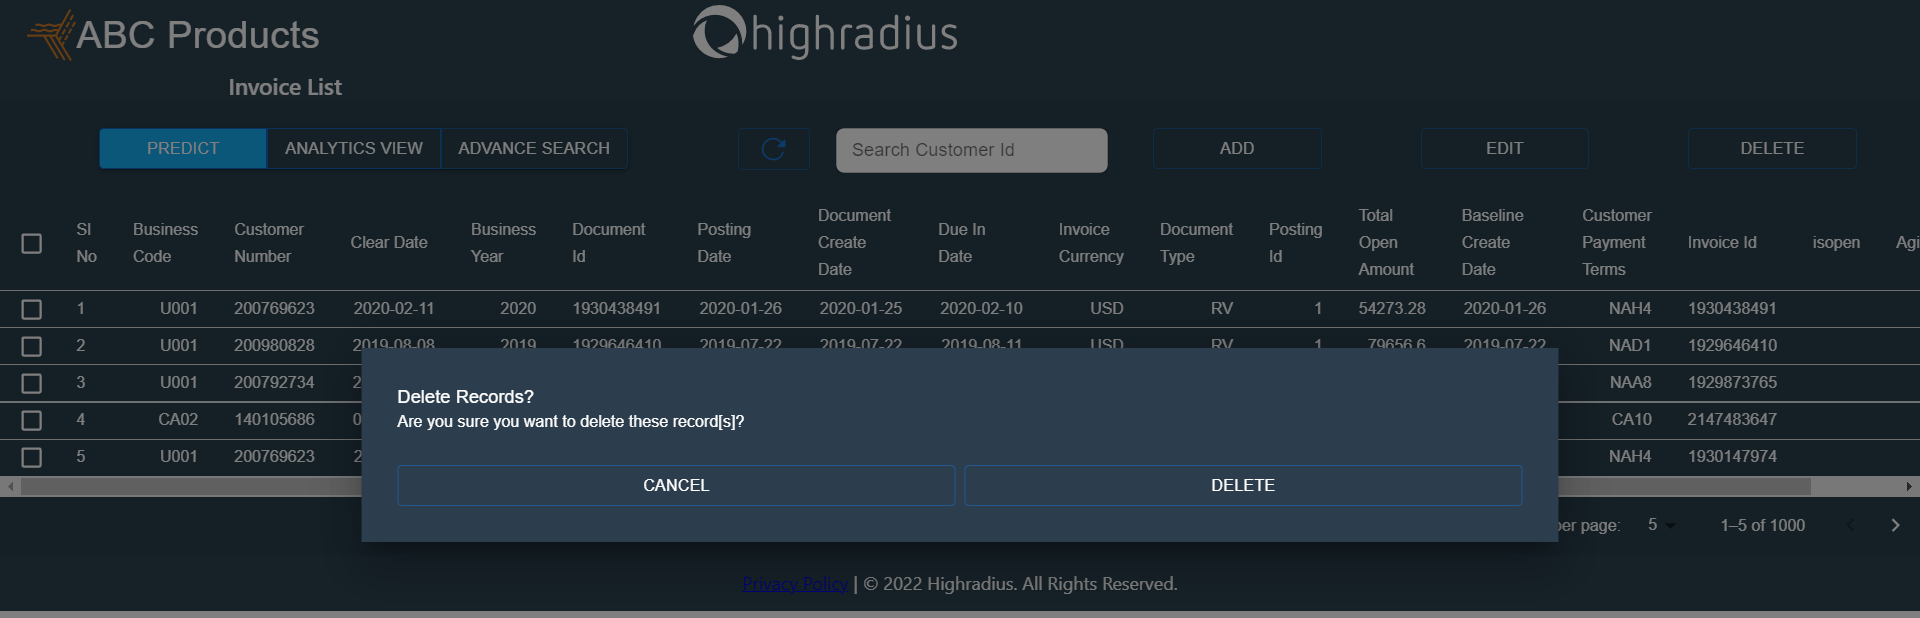 ABC Products
highradius
Invoice List
PREDICT ANALYTICS VIEW ADVANCE SEARCH Search Customer Id ADD EDIT DELETE
Sl No Business Code Customer Number Clear Date Business Year Document Id Posting Date Document Create Date Due In Date Invoice Currency Document Type Posting Id Total Open Amount Baseline Create Date Customer Payment Terms Invoice Id isopen Agi
1 U001 200769623 2020-02-11 2020 1930438491 2020-01-26 2020-01-25 2020-02-10 USD RV 1 54273.28 2020-01-26 NAH4 1930438491
2 U001 200980828 2019-08-08 2019 1929646410 2019-07-22 2019-07-22 2019-08-11 USD RV 1 79656.6 2019-07-22 NAD1 1929646410
3 U001 200792734 2 NAA8 1929873765
4 CA02 140105686 0 CA10 2147483647
5 U001 200769623 2 NAH4 1930147974
Delete Records?
Are you sure you want to delete these record[s]?
CANCEL DELETE
per page: 5 1–5 of 1000
Privacy Policy | © 2022 Highradius. All Rights Reserved.